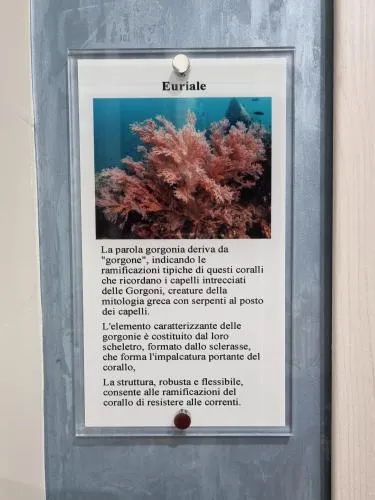 Euriale
La parola gorgonia deriva da
"gorgone", indicando le
ramificazioni tipiche di questi coralli
che ricordano i capelli intrecciati
delle Gorgoni, creature della
mitologia greca con serpenti al posto
dei capelli.
L'elemento caratterizzante delle
gorgonie è costituito dal loro
scheletro, formato dallo sclerasse,
che forma l'impalcatura portante del
corallo,
La struttura, robusta e flessibile,
consente alle ramificazioni del
corallo di resistere alle correnti.